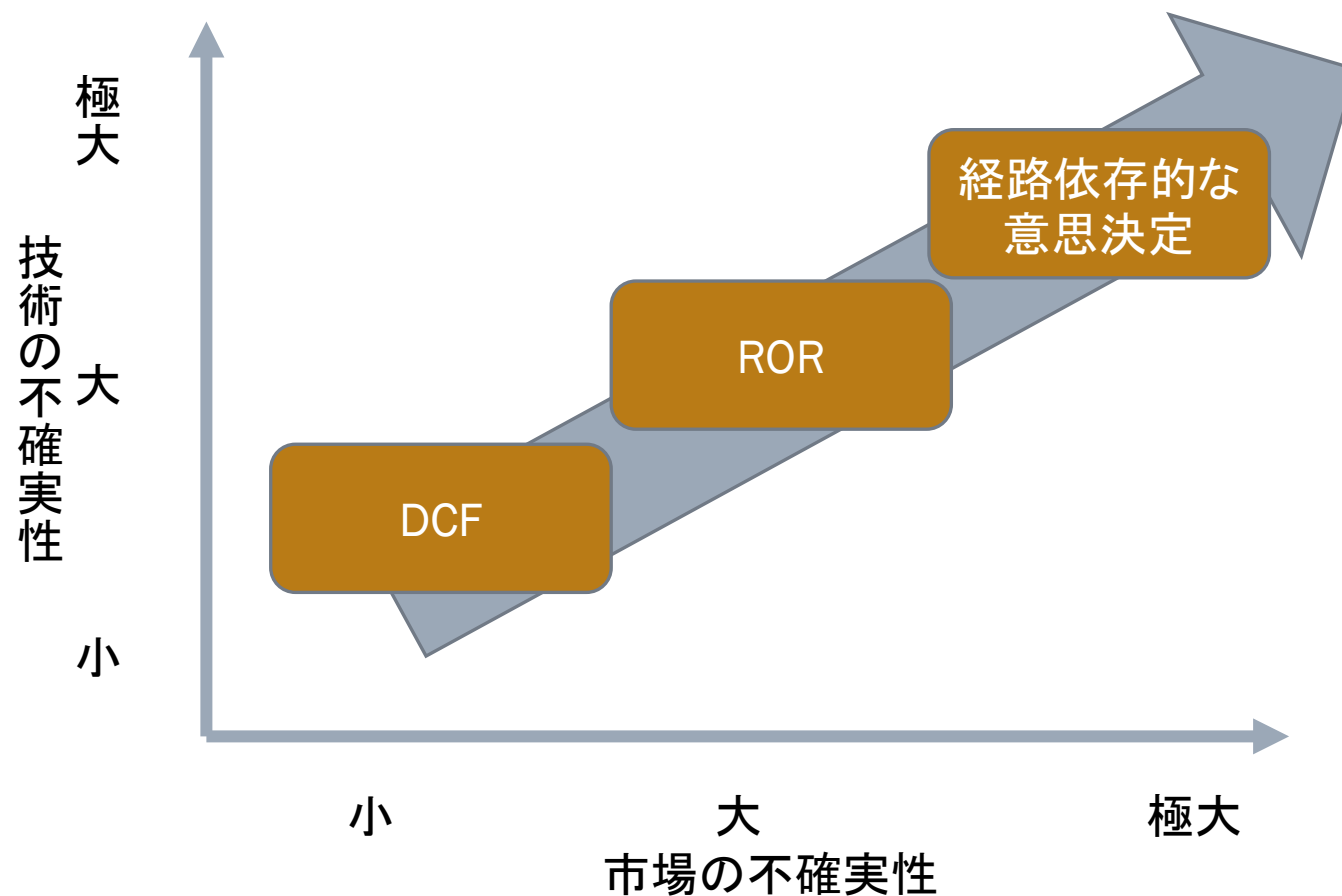 極大
技術の不確実性
大
小
経路依存的な
意思決定
ROR
DCF
小
大
極大
市場の不確実性